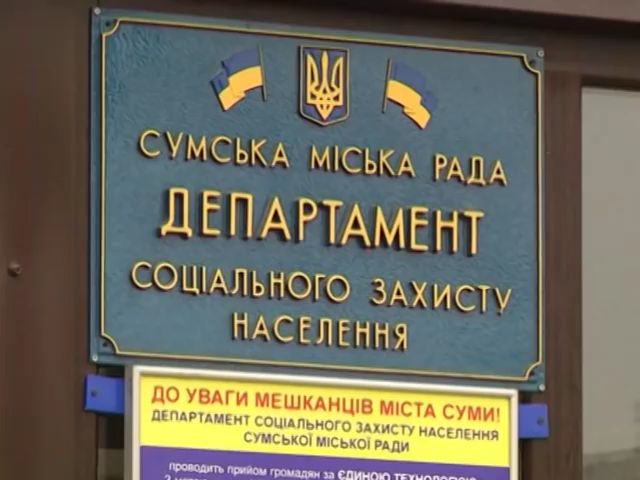 СУМСЬКА МІСЬКА РАДА
ДЕПАРТАМЕНТ
СОЦІАЛЬНОГО ЗАХИСТУ
НАСЕЛЕННЯ
ДО УВАГИ МЕШКАНЦІВ МІСТА СУМИ!
ДЕПАРТАМЕНТ СОЦІАЛЬНОГО ЗАХИСТУ НАСЕЛЕННЯ
СУМСЬКОЇ МІСЬКОЇ РАДИ
проводить прийом громадян за ЄДИНОЮ ТЕХНОЛОГІЄЮ